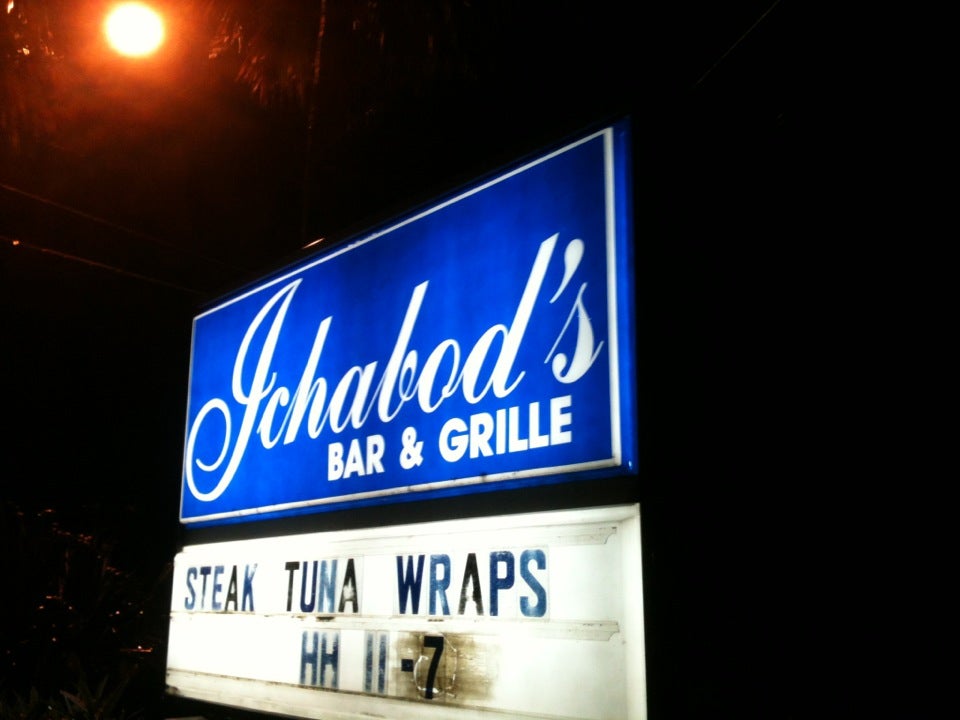 Ichabod's
BAR & GRILLE
STEAK TUNA WRAPS
HH 11-7